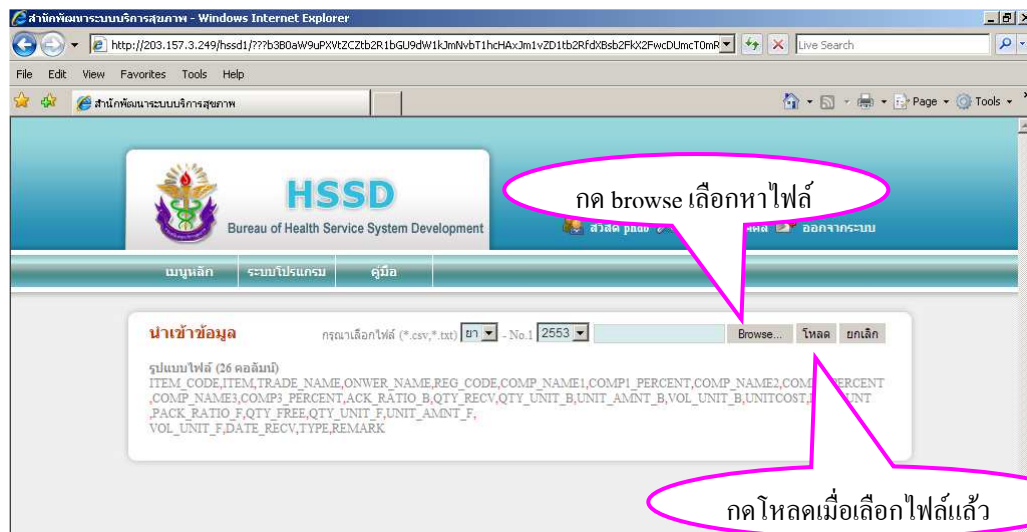 สำนักพัฒนาระบบบริการสุขภาพ - Windows Internet Explorer
Live Search
File Edit View Favorites Tools Help
สำนักพัฒนาระบบบริการสุขภาพ
Page Tools
HSSD
Bureau of Health Service System Development
กด browse เลือกหาไฟล์
สวัสดี phdb ออกจากระบบ
เมนูหลัก ระบบโปรแกรม คู่มือ
นำเข้าข้อมูล กรุณาเลือกไฟล์ (*.csv,*.txt) ยา - No.1 2553 Browse... โหลด ยกเลิก
รูปแบบไฟล์ (26 คอลัมน์)
ITEM_CODE,ITEM,TRADE_NAME,ONWER_NAME,REG_CODE,COMP_NAME1,COMP1_PERCENT,COMP_NAME2,COM ERCENT
,COMP_NAME3,COMP3_PERCENT,ACK_RATIO_B,QTY_RECV,QTY_UNIT_B,UNIT_AMNT_B,VOL_UNIT_B,UNITCOST, UNT
,PACK_RATIO_F,QTY_FREE,QTY_UNIT_F,UNIT_AMNT_F,
VOL_UNIT_F,DATE_RECV,TYPE,REMARK
กดโหลดเมื่อเลือกไฟล์แล้ว